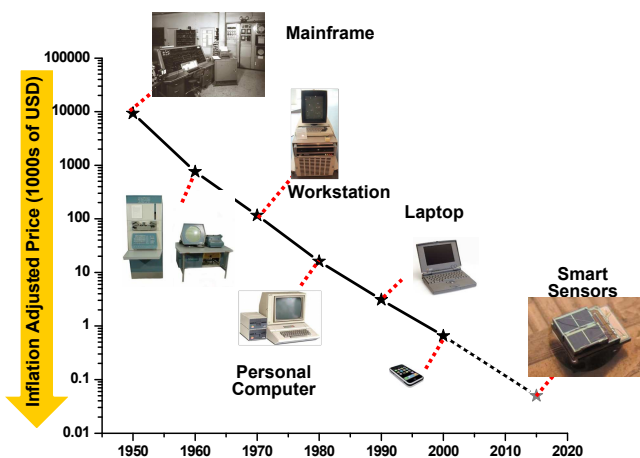 Mainframe
100000
10000
1000
100
10
1
0.1
0.01
Inflation Adjusted Price (1000s of USD)
Workstation
Laptop
Smart
Sensors
Personal
Computer
1950 1960 1970 1980 1990 2000 2010 2020